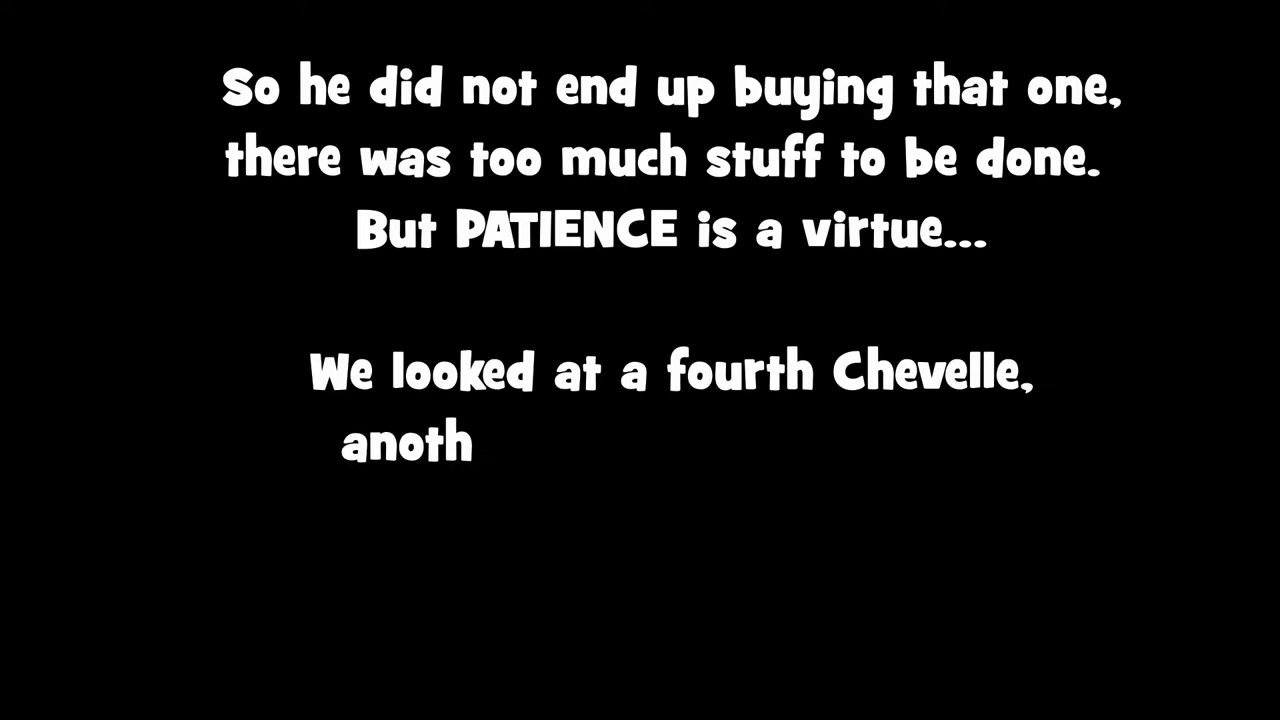 So he did not end up buying that one,
there was too much stuff to be done.
But PATIENCE is a virtue...
We looked at a fourth Chevelle,
anoth